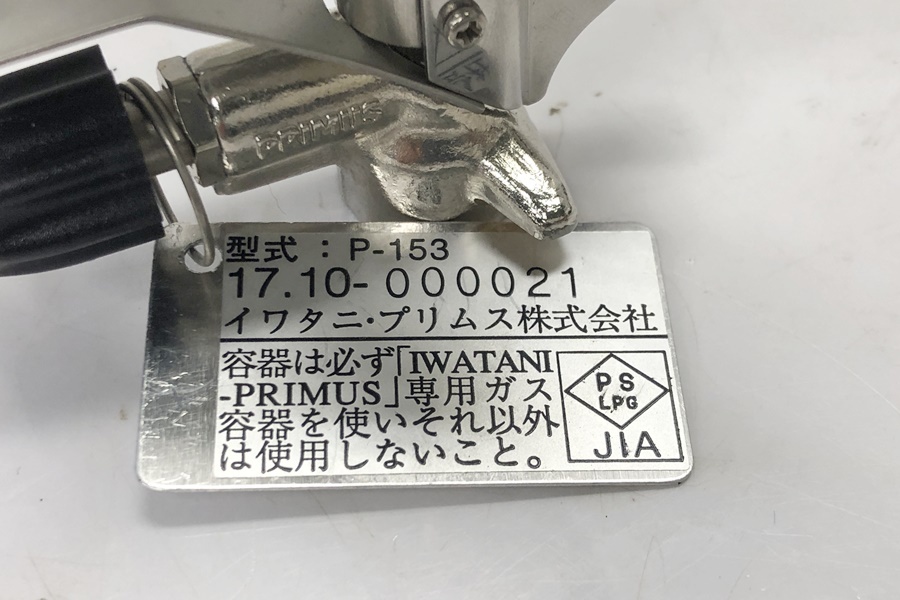 PRIMUS
型式：P-153
17.10-000021
イワタニ・プリムス株式会社
容器は必ず「IWATANI
-PRIMUS」専用ガス
容器を使いそれ以外
は使用しないこと。
PS
LPG
JIA